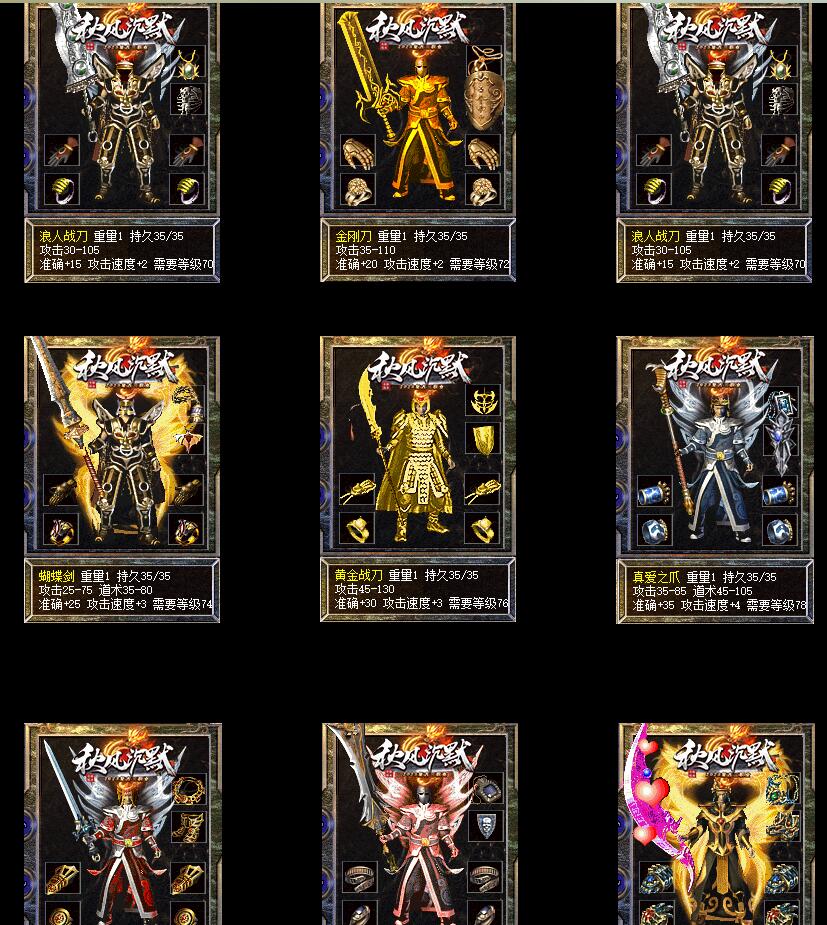 秋风沉默
秋风沉默
秋风沉默
浪人战刀 重量1 持久35/35
攻击30-105
准确+15 攻击速度+2 需要等级70
金刚刀 重量1 持久35/35
攻击35-110
准确+20 攻击速度+2 需要等级72
浪人战刀 重量1 持久35/35
攻击30-105
准确+15 攻击速度+2 需要等级70
秋风沉默
秋风沉默
秋风沉默
蝴蝶剑 重量1 持久35/35
攻击25-75 道术35-80
准确+25 攻击速度+3 需要等级74
黄金战刀 重量1 持久35/35
攻击45-130
准确+30 攻击速度+3 需要等级76
真爱之爪 重量1 持久35/35
攻击35-85 道术45-105
准确+35 攻击速度+4 需要等级78
秋风沉默
秋风沉默
秋风沉默